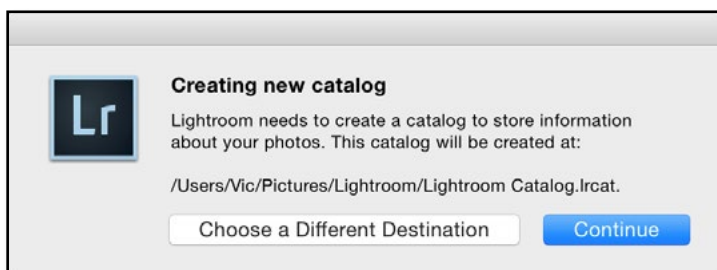 Lr
Creating new catalog
Lightroom needs to create a catalog to store information
about your photos. This catalog will be created at:
/Users/Vic/Pictures/Lightroom/Lightroom Catalog.lrcat.
Choose a Different Destination
Continue